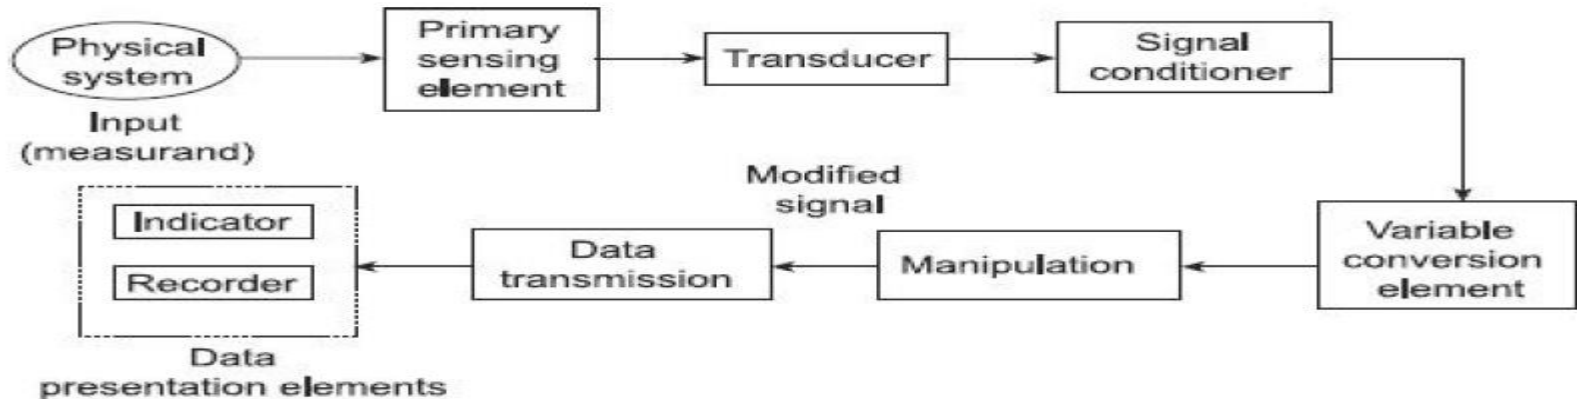 Physical
system
Input
(measurand)
Primary
sensing
element
Transducer
Signal
conditioner
Variable
conversion
element
Manipulation
Modified
signal
Data
transmission
Indicator
Recorder
Data
presentation elements